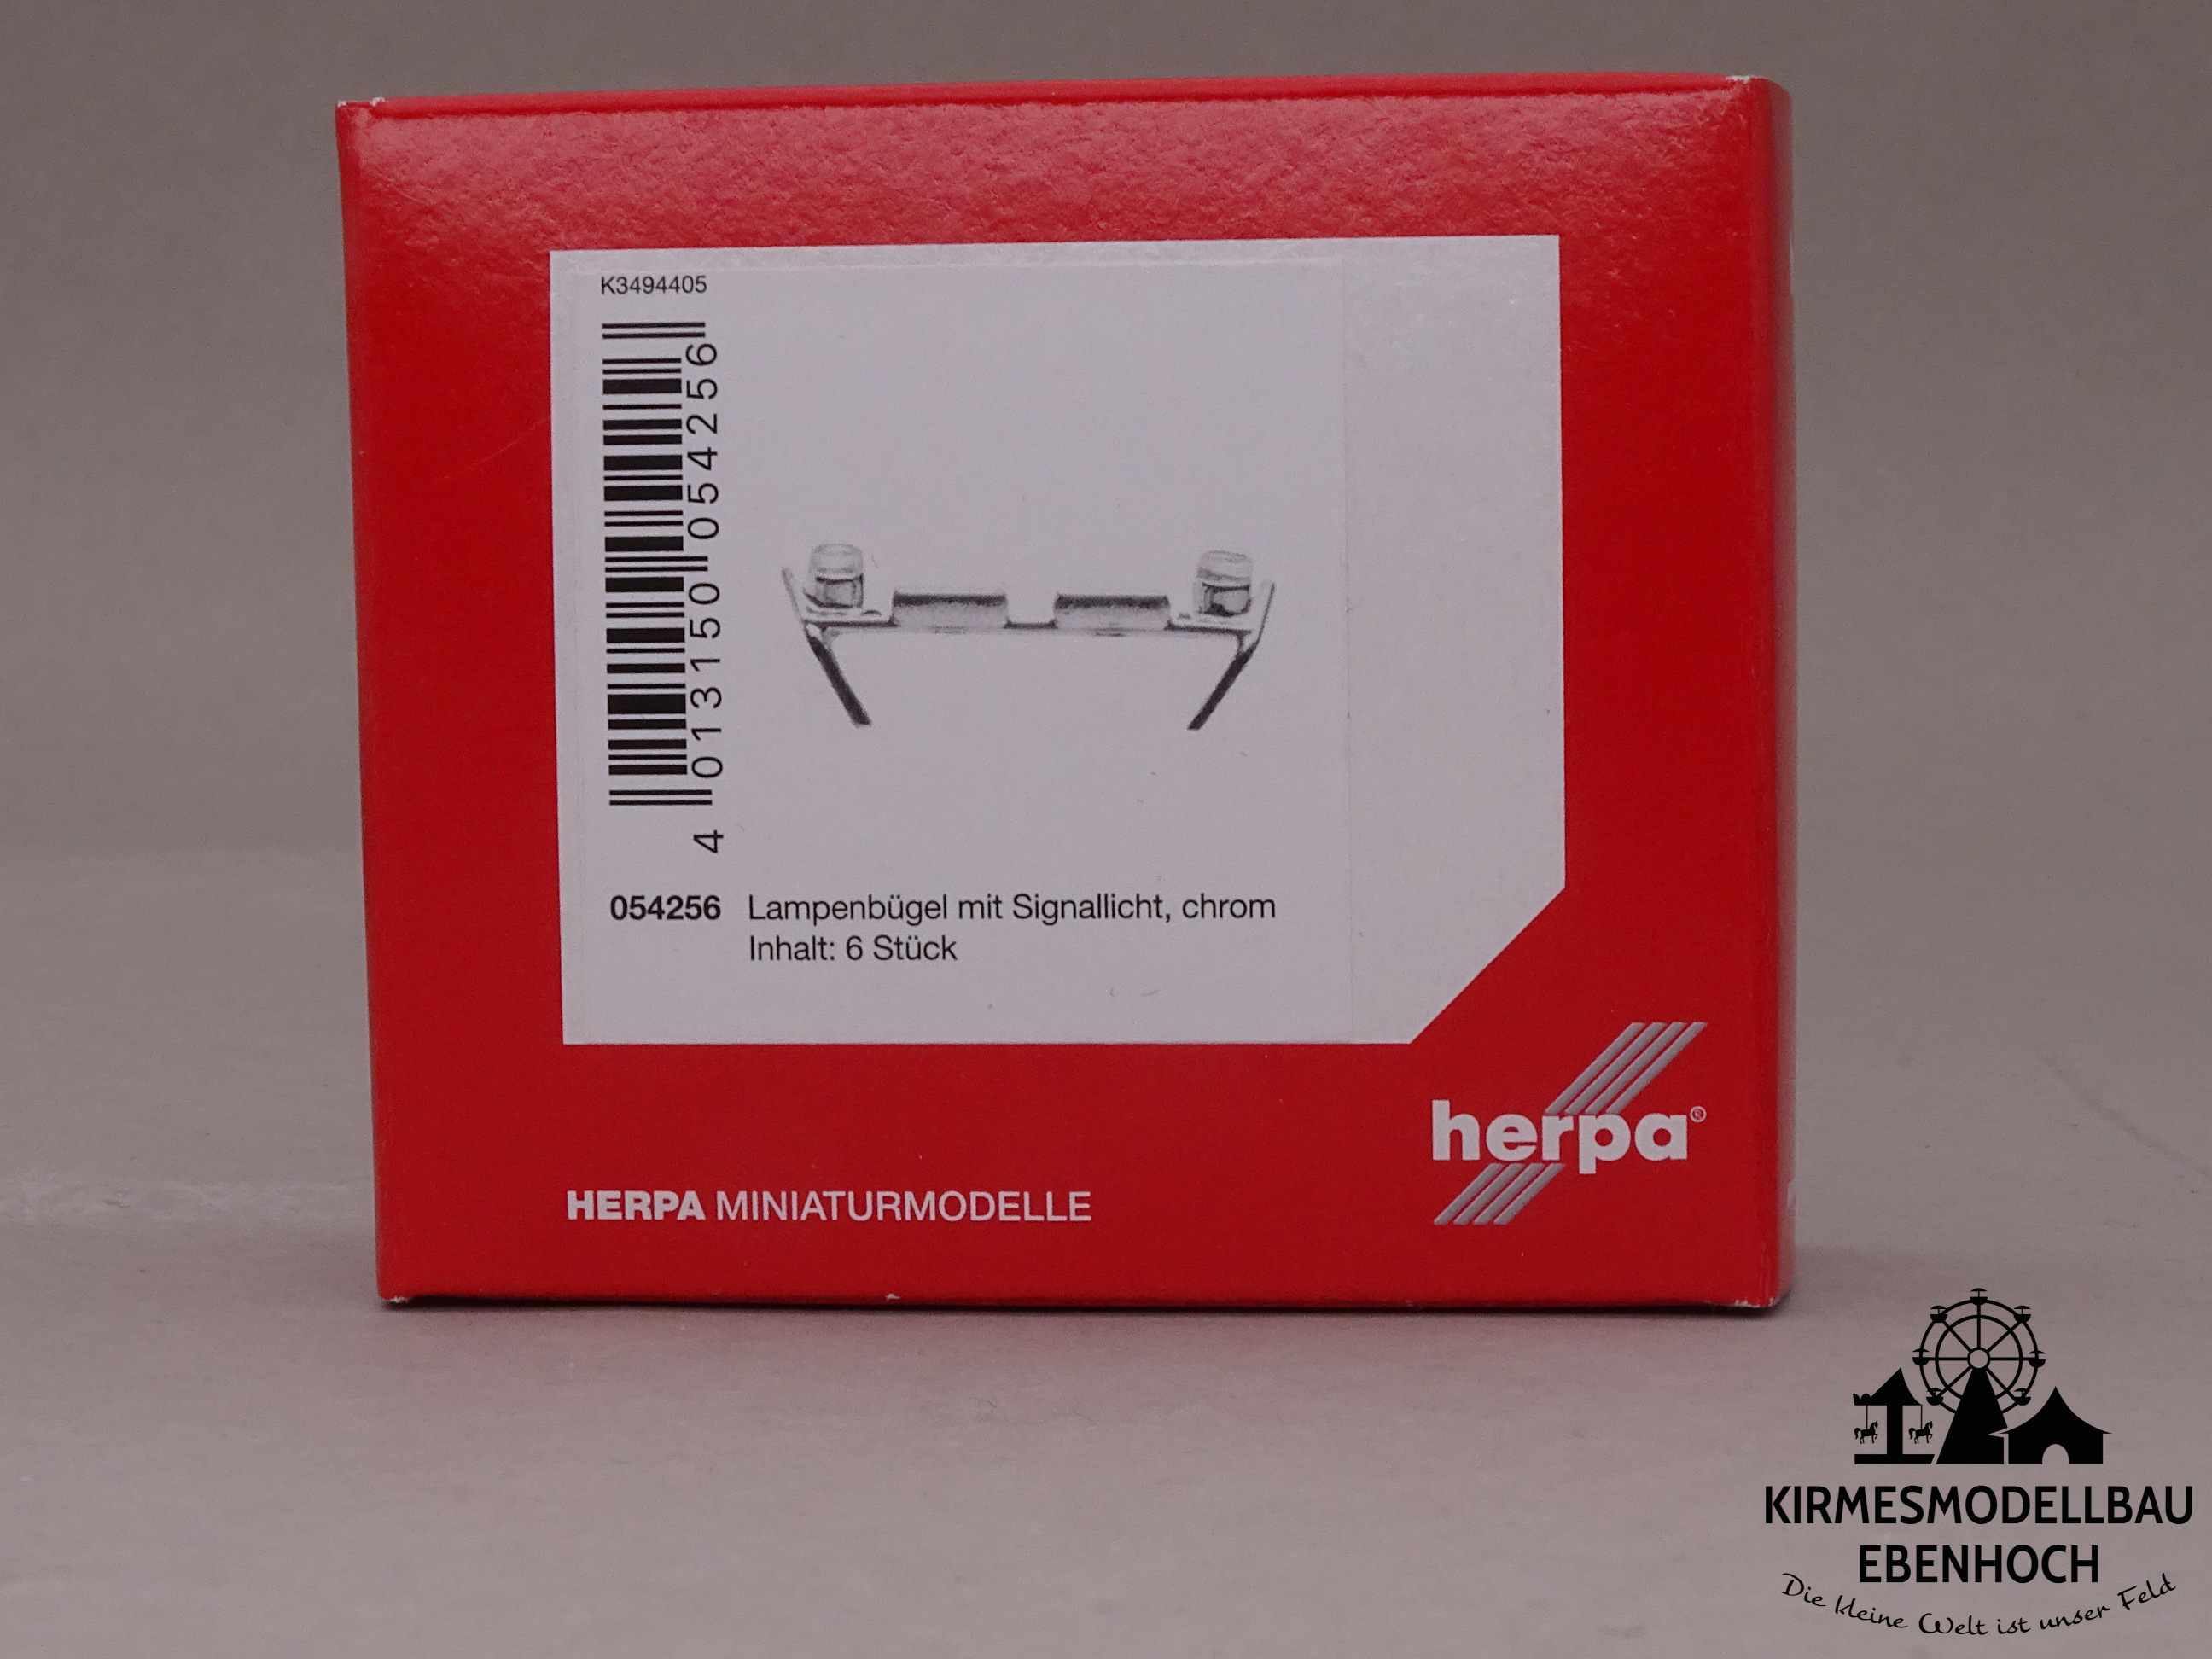 K3494405
4 013150 054256
054256 Lampenbügel mit Signallicht, chrom
Inhalt: 6 Stück
herpa®
HERPA MINIATURMODELLE
KIRMESMODELLBAU
EBENHOCH
Die kleine Welt ist unser Feld